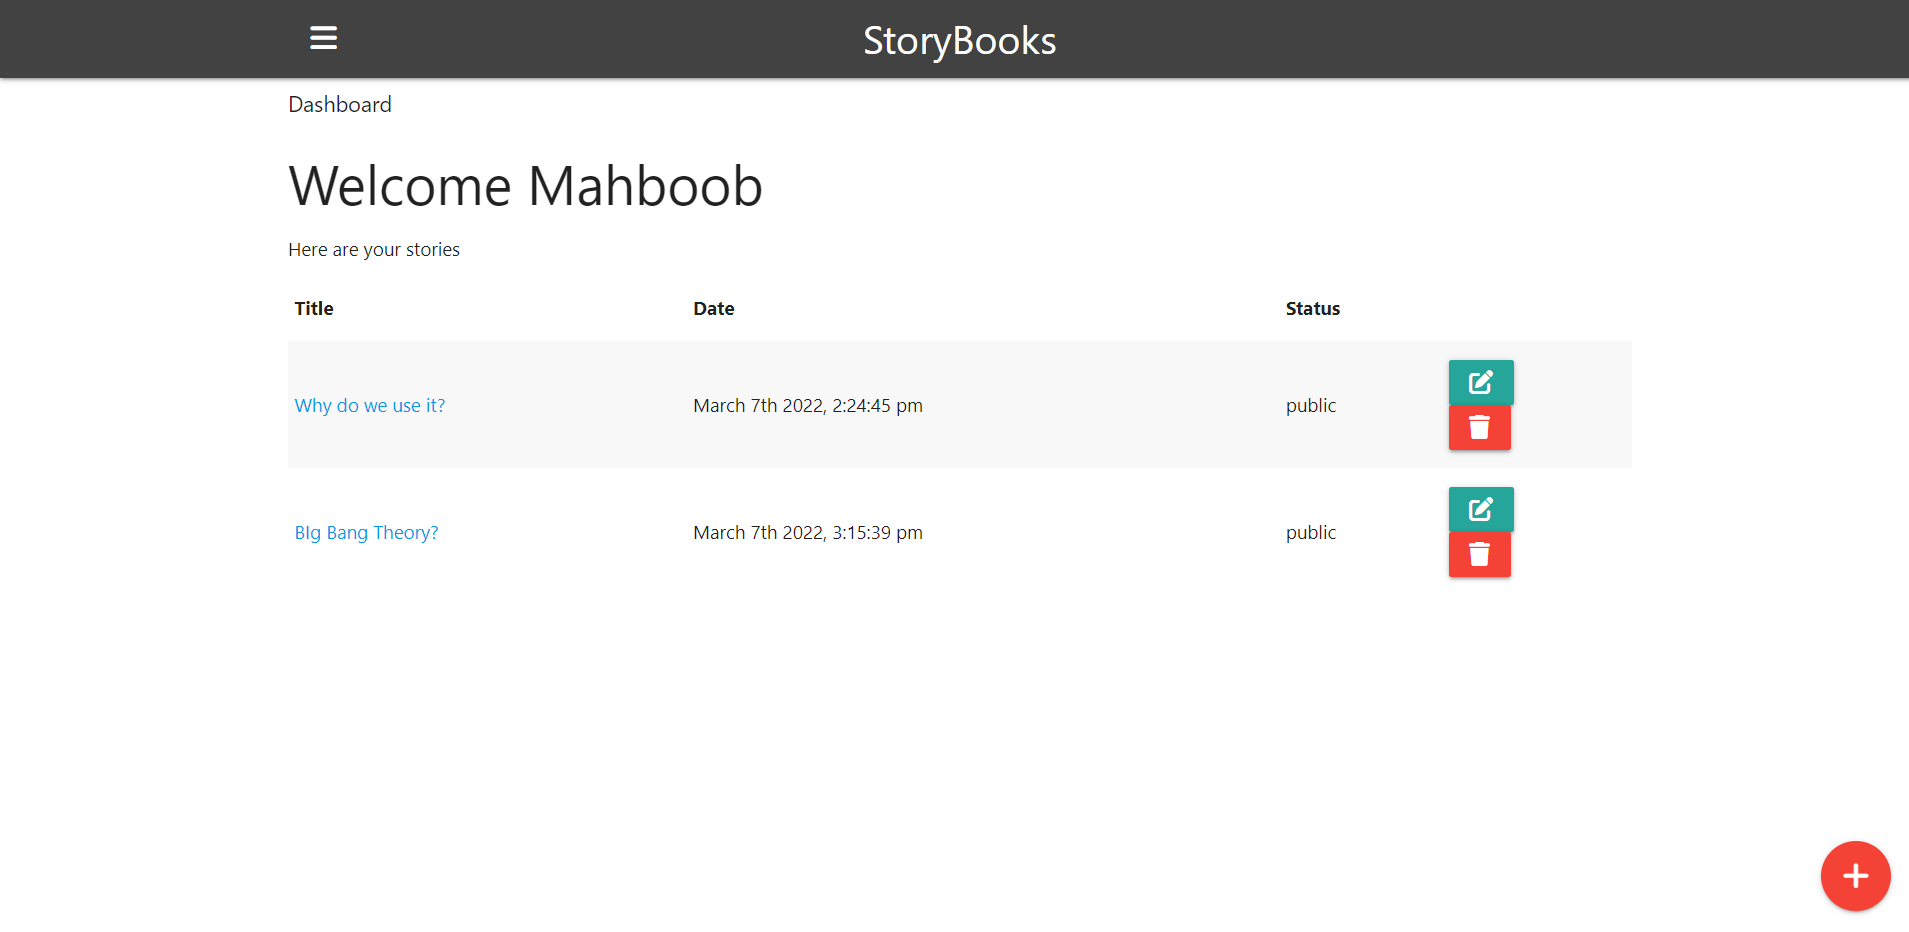 StoryBooks
Dashboard
Welcome Mahboob
Here are your stories
Title Date Status
Why do we use it? March 7th 2022, 2:24:45 pm public
BIg Bang Theory? March 7th 2022, 3:15:39 pm public